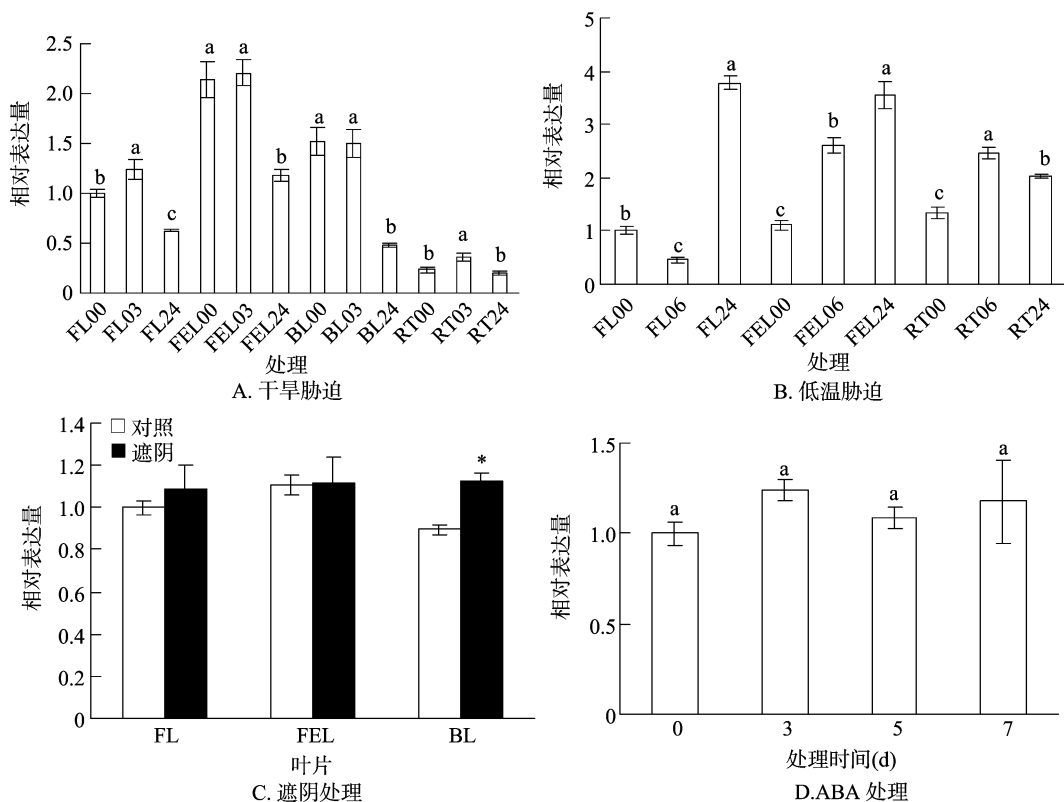 2.5
2.0
1.5
1.0
0.5
0
相对表达量
b
a
c
a
a
b
a
a
b
b
a
b
FL00
FL03
FL24
FEL00
FEL03
FEL24
BL00
BL03
BL24
RT00
RT03
RT24
处理
A. 干旱胁迫
5
4
3
2
1
0
相对表达量
b
c
a
c
b
a
c
a
b
FL00
FL06
FL24
FEL00
FEL06
FEL24
RT00
RT06
RT24
处理
B. 低温胁迫
1.4
1.2
1.0
0.8
0.6
0.4
0.2
0
相对表达量
对照
遮阴
*
FL
FEL
BL
叶片
C. 遮阴处理
1.5
1.0
0.5
0
相对表达量
a
a
a
a
0
3
5
7
处理时间(d)
D.ABA 处理